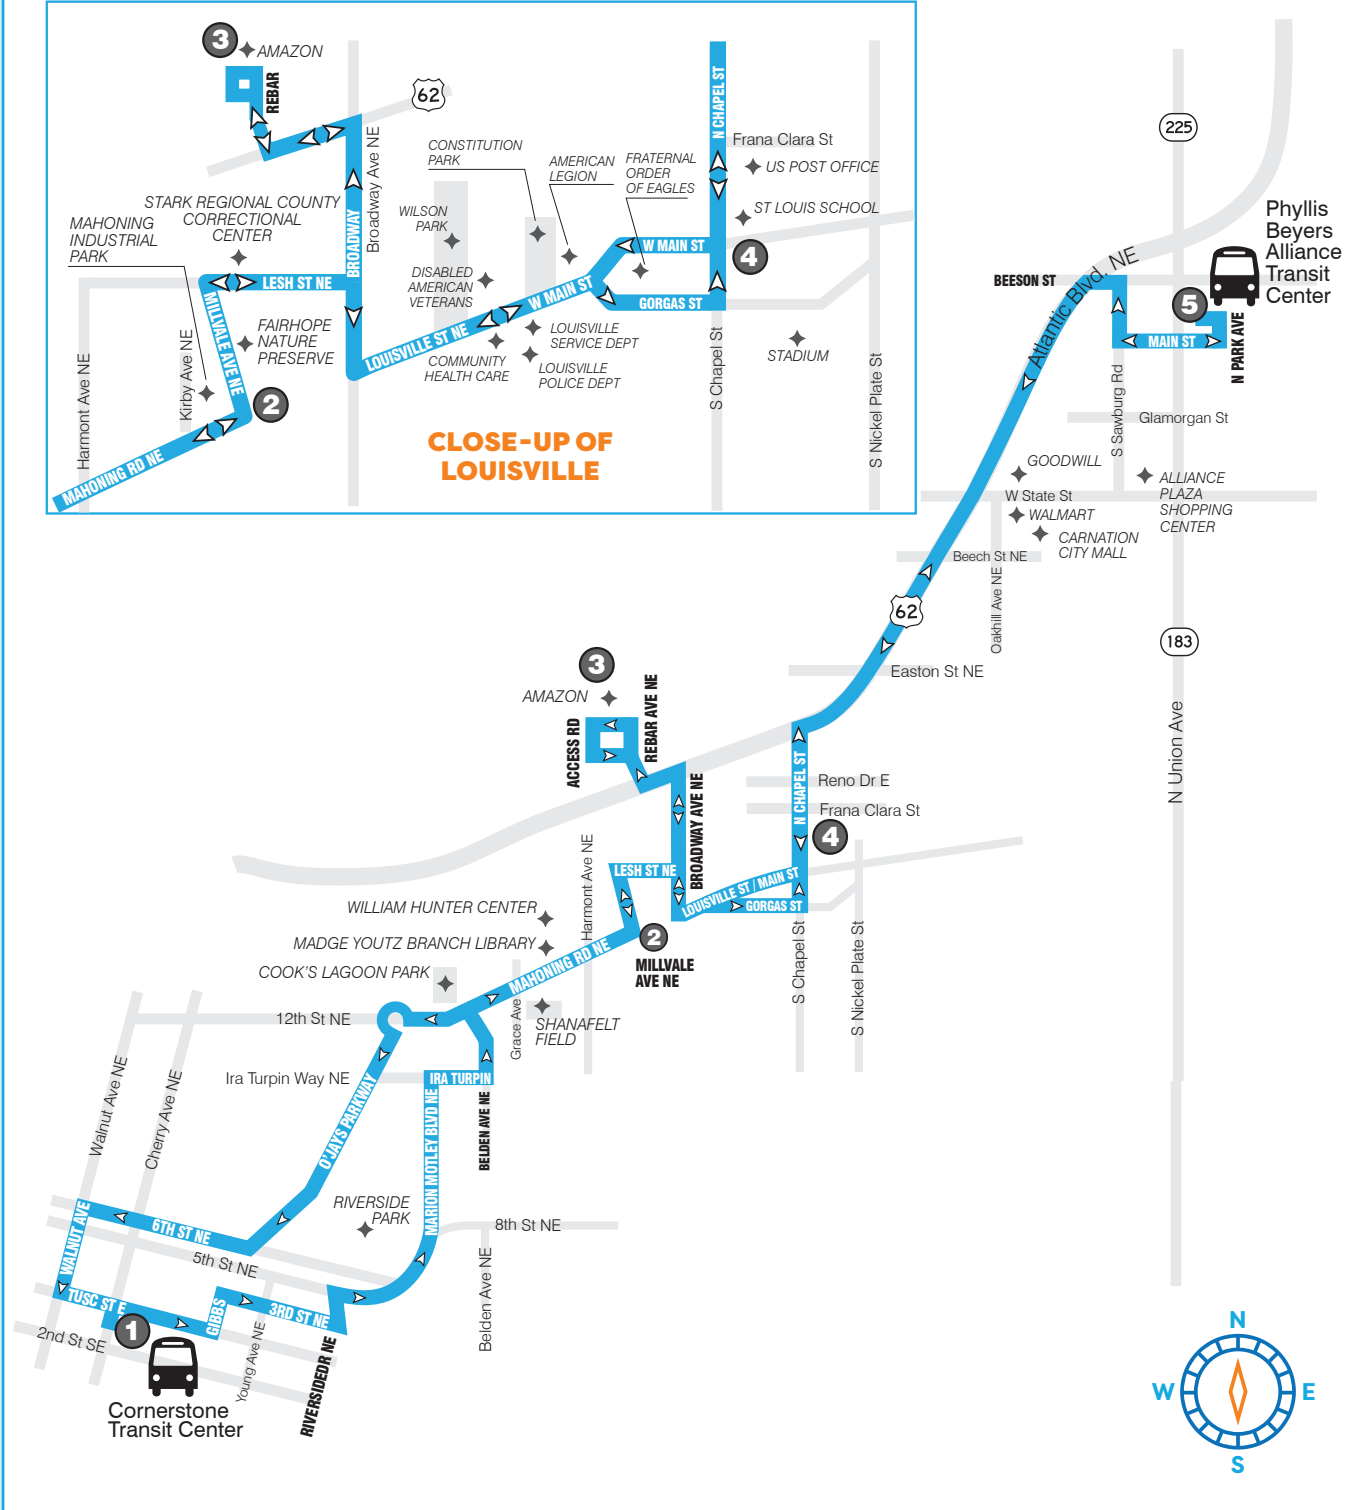 3
AMAZON
REBAR
62
Broadway Ave NE
BROADWAY
STARK REGIONAL COUNTY
CORRECTIONAL
CENTER
MAHONING
INDUSTRIAL
PARK
LESH ST NE
MILLVALE AVE NE
FAIRHOPE
NATURE
PRESERVE
Kirby Ave NE
Harmont Ave NE
2
MAHONING RD NE
CONSTITUTION
PARK
WILSON
PARK
AMERICAN
LEGION
FRATERNAL
ORDER
OF EAGLES
DISABLED
AMERICAN
VETERANS
LOUISVILLE ST NE
W MAIN ST
W MAIN ST
GORGAS ST
COMMUNITY
HEALTH CARE
LOUISVILLE
SERVICE DEPT
LOUISVILLE
POLICE DEPT
N CHAPEL ST
Frana Clara St
US POST OFFICE
ST LOUIS SCHOOL
4
STADIUM
S Chapel St
S Nickel Plate St
CLOSE-UP OF
LOUISVILLE
225
Phyllis
Beyers
Alliance
Transit
Center
5
BEESON ST
Atlantic Blvd. NE
MAIN ST
N PARK AVE
S Sawburg Rd
Glamorgan St
GOODWILL
W State St
WALMART
CARNATION
CITY MALL
ALLIANCE
PLAZA
SHOPPING
CENTER
Beech St NE
Oakhill Ave NE
62
183
N Union Ave
Easton St NE
3
AMAZON
ACCESS RD
REBAR AVE NE
BROADWAY AVE NE
N CHAPEL ST
Reno Dr E
Frana Clara St
4
LESH ST NE
LOUISVILLE ST / MAIN ST
GORGAS ST
Harmont Ave NE
2
MILLVALE
AVE NE
S Chapel St
S Nickel Plate St
WILLIAM HUNTER CENTER
MADGE YOUTZ BRANCH LIBRARY
COOK'S LAGOON PARK
MAHONING RD NE
Grace Ave
SHANAFELT
FIELD
12th St NE
Ira Turpin Way NE
IRA TURPIN
BELDEN AVE NE
O'JAYS PARKWAY
MARION MOTLEY BLVD NE
Walnut Ave NE
Cherry Ave NE
RIVERSIDE
PARK
8th St NE
Belden Ave NE
6TH ST NE
5th St NE
WALNUT AVE
TUSC ST E
GIBBS
3RD ST NE
1
2nd St SE
Young Ave NE
RIVERSIDEDR NE
Cornerstone
Transit Center
N
W
E
S